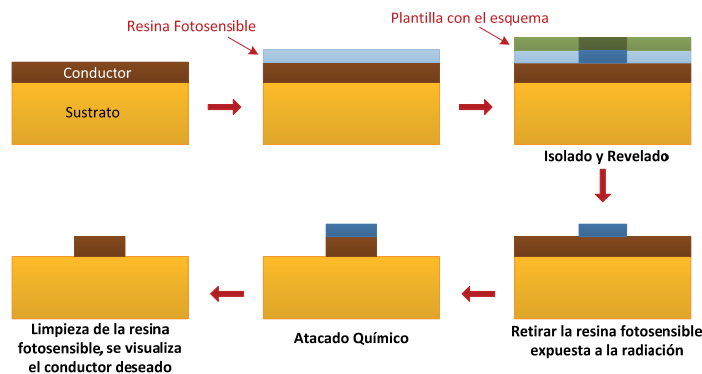 Resina Fotosensible
Plantilla con el esquema
Conductor
Sustrato
Isolado y Revelado
Retirar la resina fotosensible
expuesta a la radiación
Atacado Químico
Limpieza de la resina
fotosensible, se visualiza
el conductor deseado